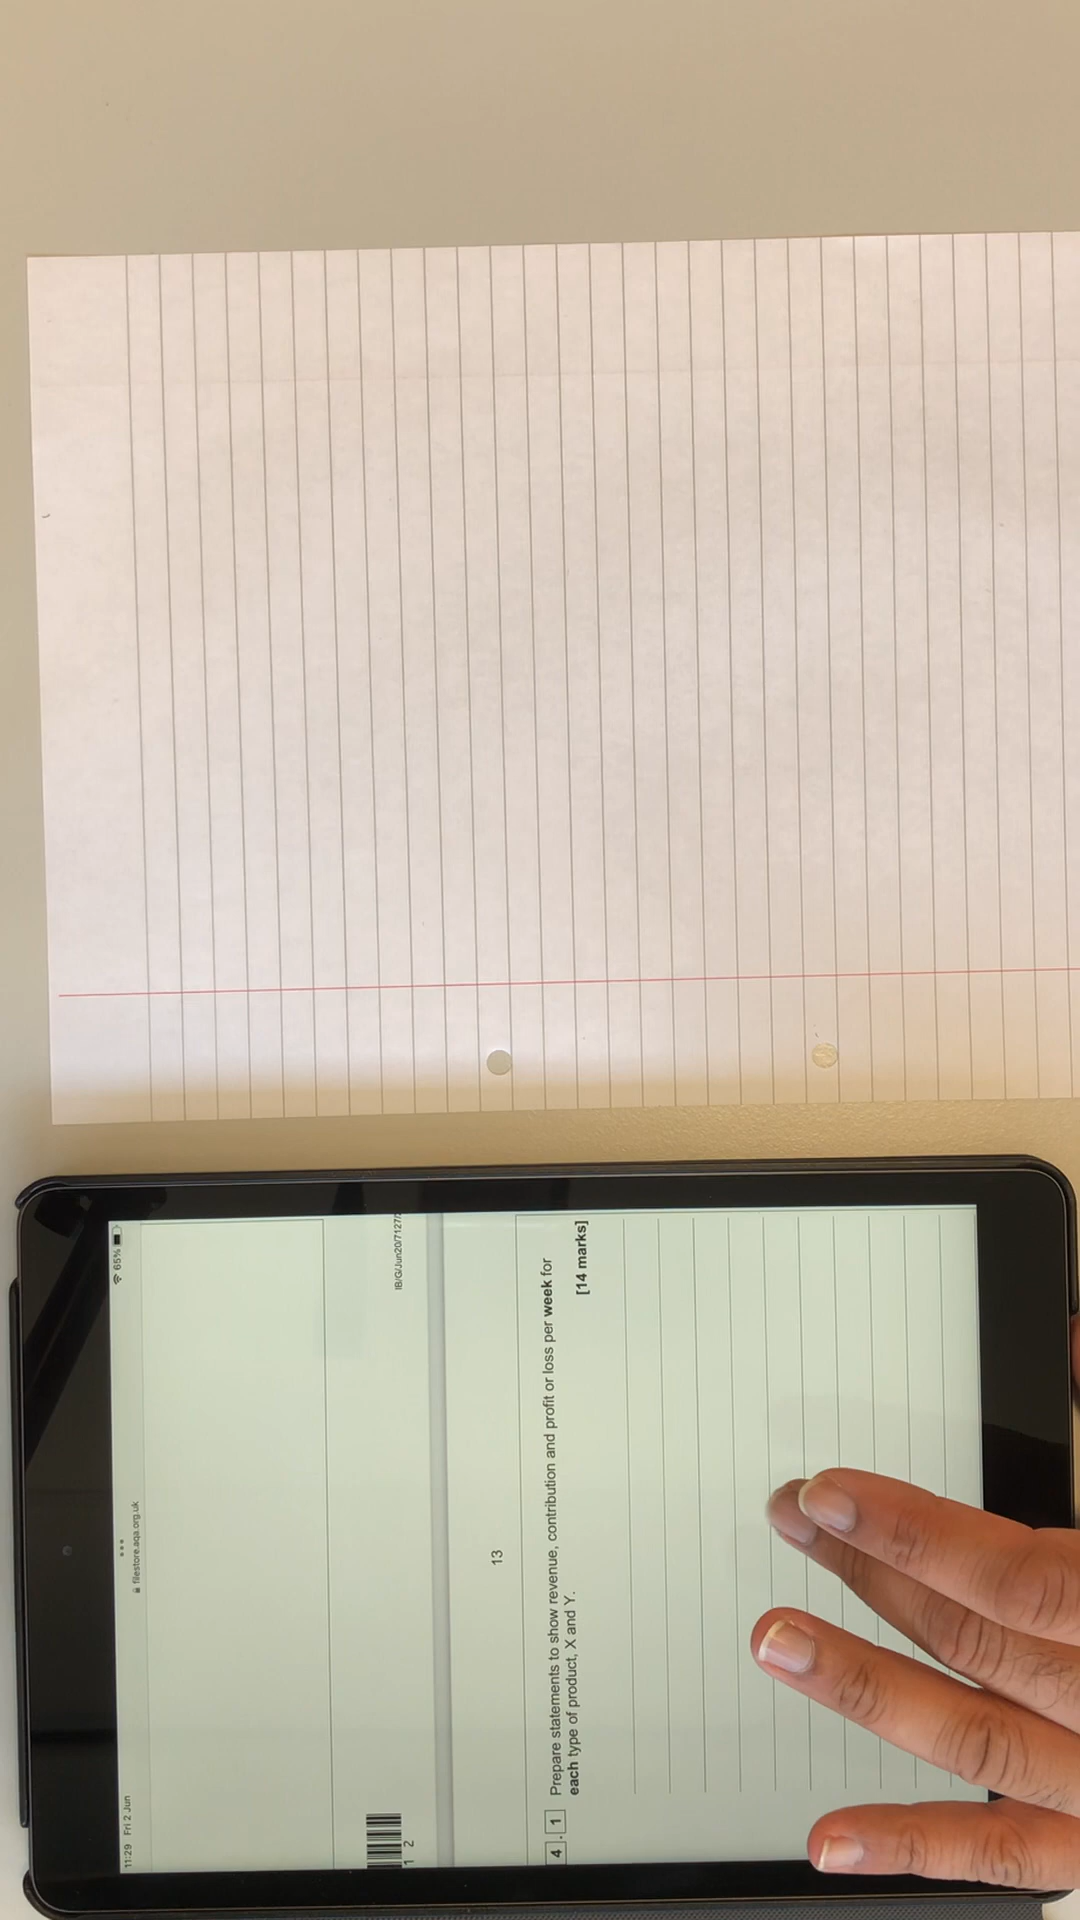 11:29 Fri 2 Jun
65%
filestore.aqa.org.uk
1 2
IB/G/Jun20/7127/
13
4 . 1 Prepare statements to show revenue, contribution and profit or loss per week for
each type of product, X and Y.
[14 marks]